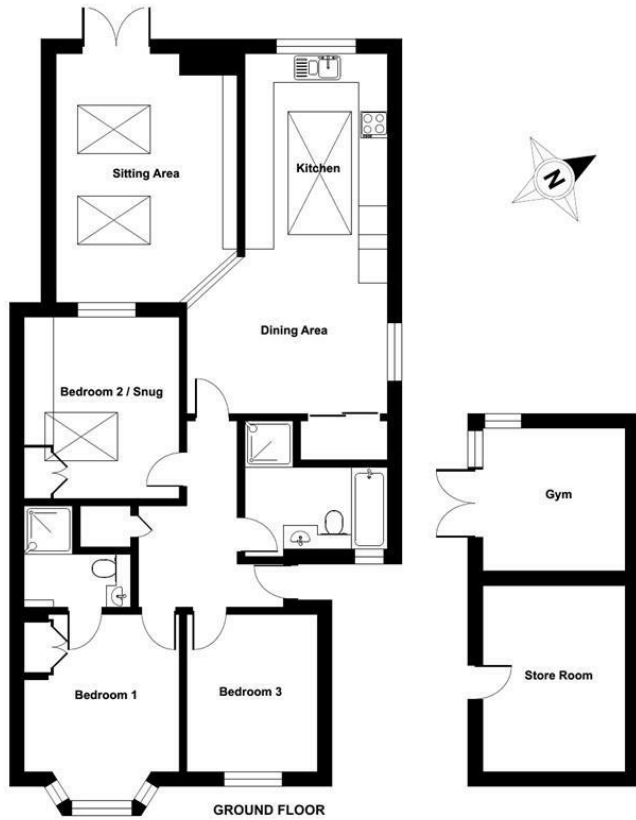 Sitting Area
Kitchen
N
Dining Area
Bedroom 2 / Snug
Gym
Store Room
Bedroom 1
Bedroom 3
GROUND FLOOR